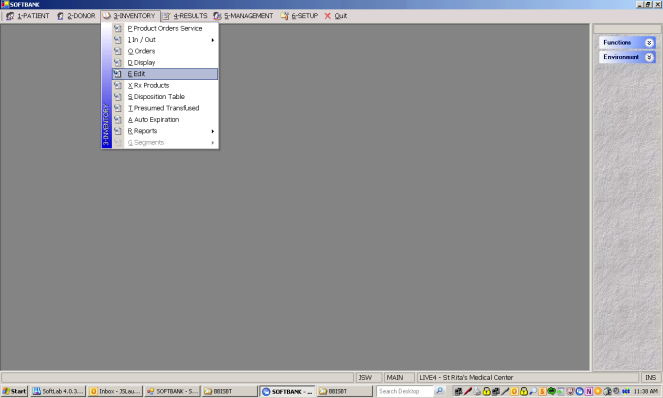 SOFTBANK
1-PATIENT 2-DONOR 3-INVENTORY 4-RESULTS 5-MANAGEMENT 6-SETUP Quit
P Product Orders Service
I In / Out
O Orders
D Display
E Edit
X Rx Products
S Disposition Table
T Presumed Transfused
A Auto Expiration
R Reports
G Segments
3-INVENTORY
Functions
Environment
JSW MAIN LIVE4 - St Rita's Medical Center INS
Start SoftLab 4.0.3.... Inbox - JSLau... SOFTBANK - S... BBISBT SOFTBANK - ... BBISBT Search Desktop 11:38 AM